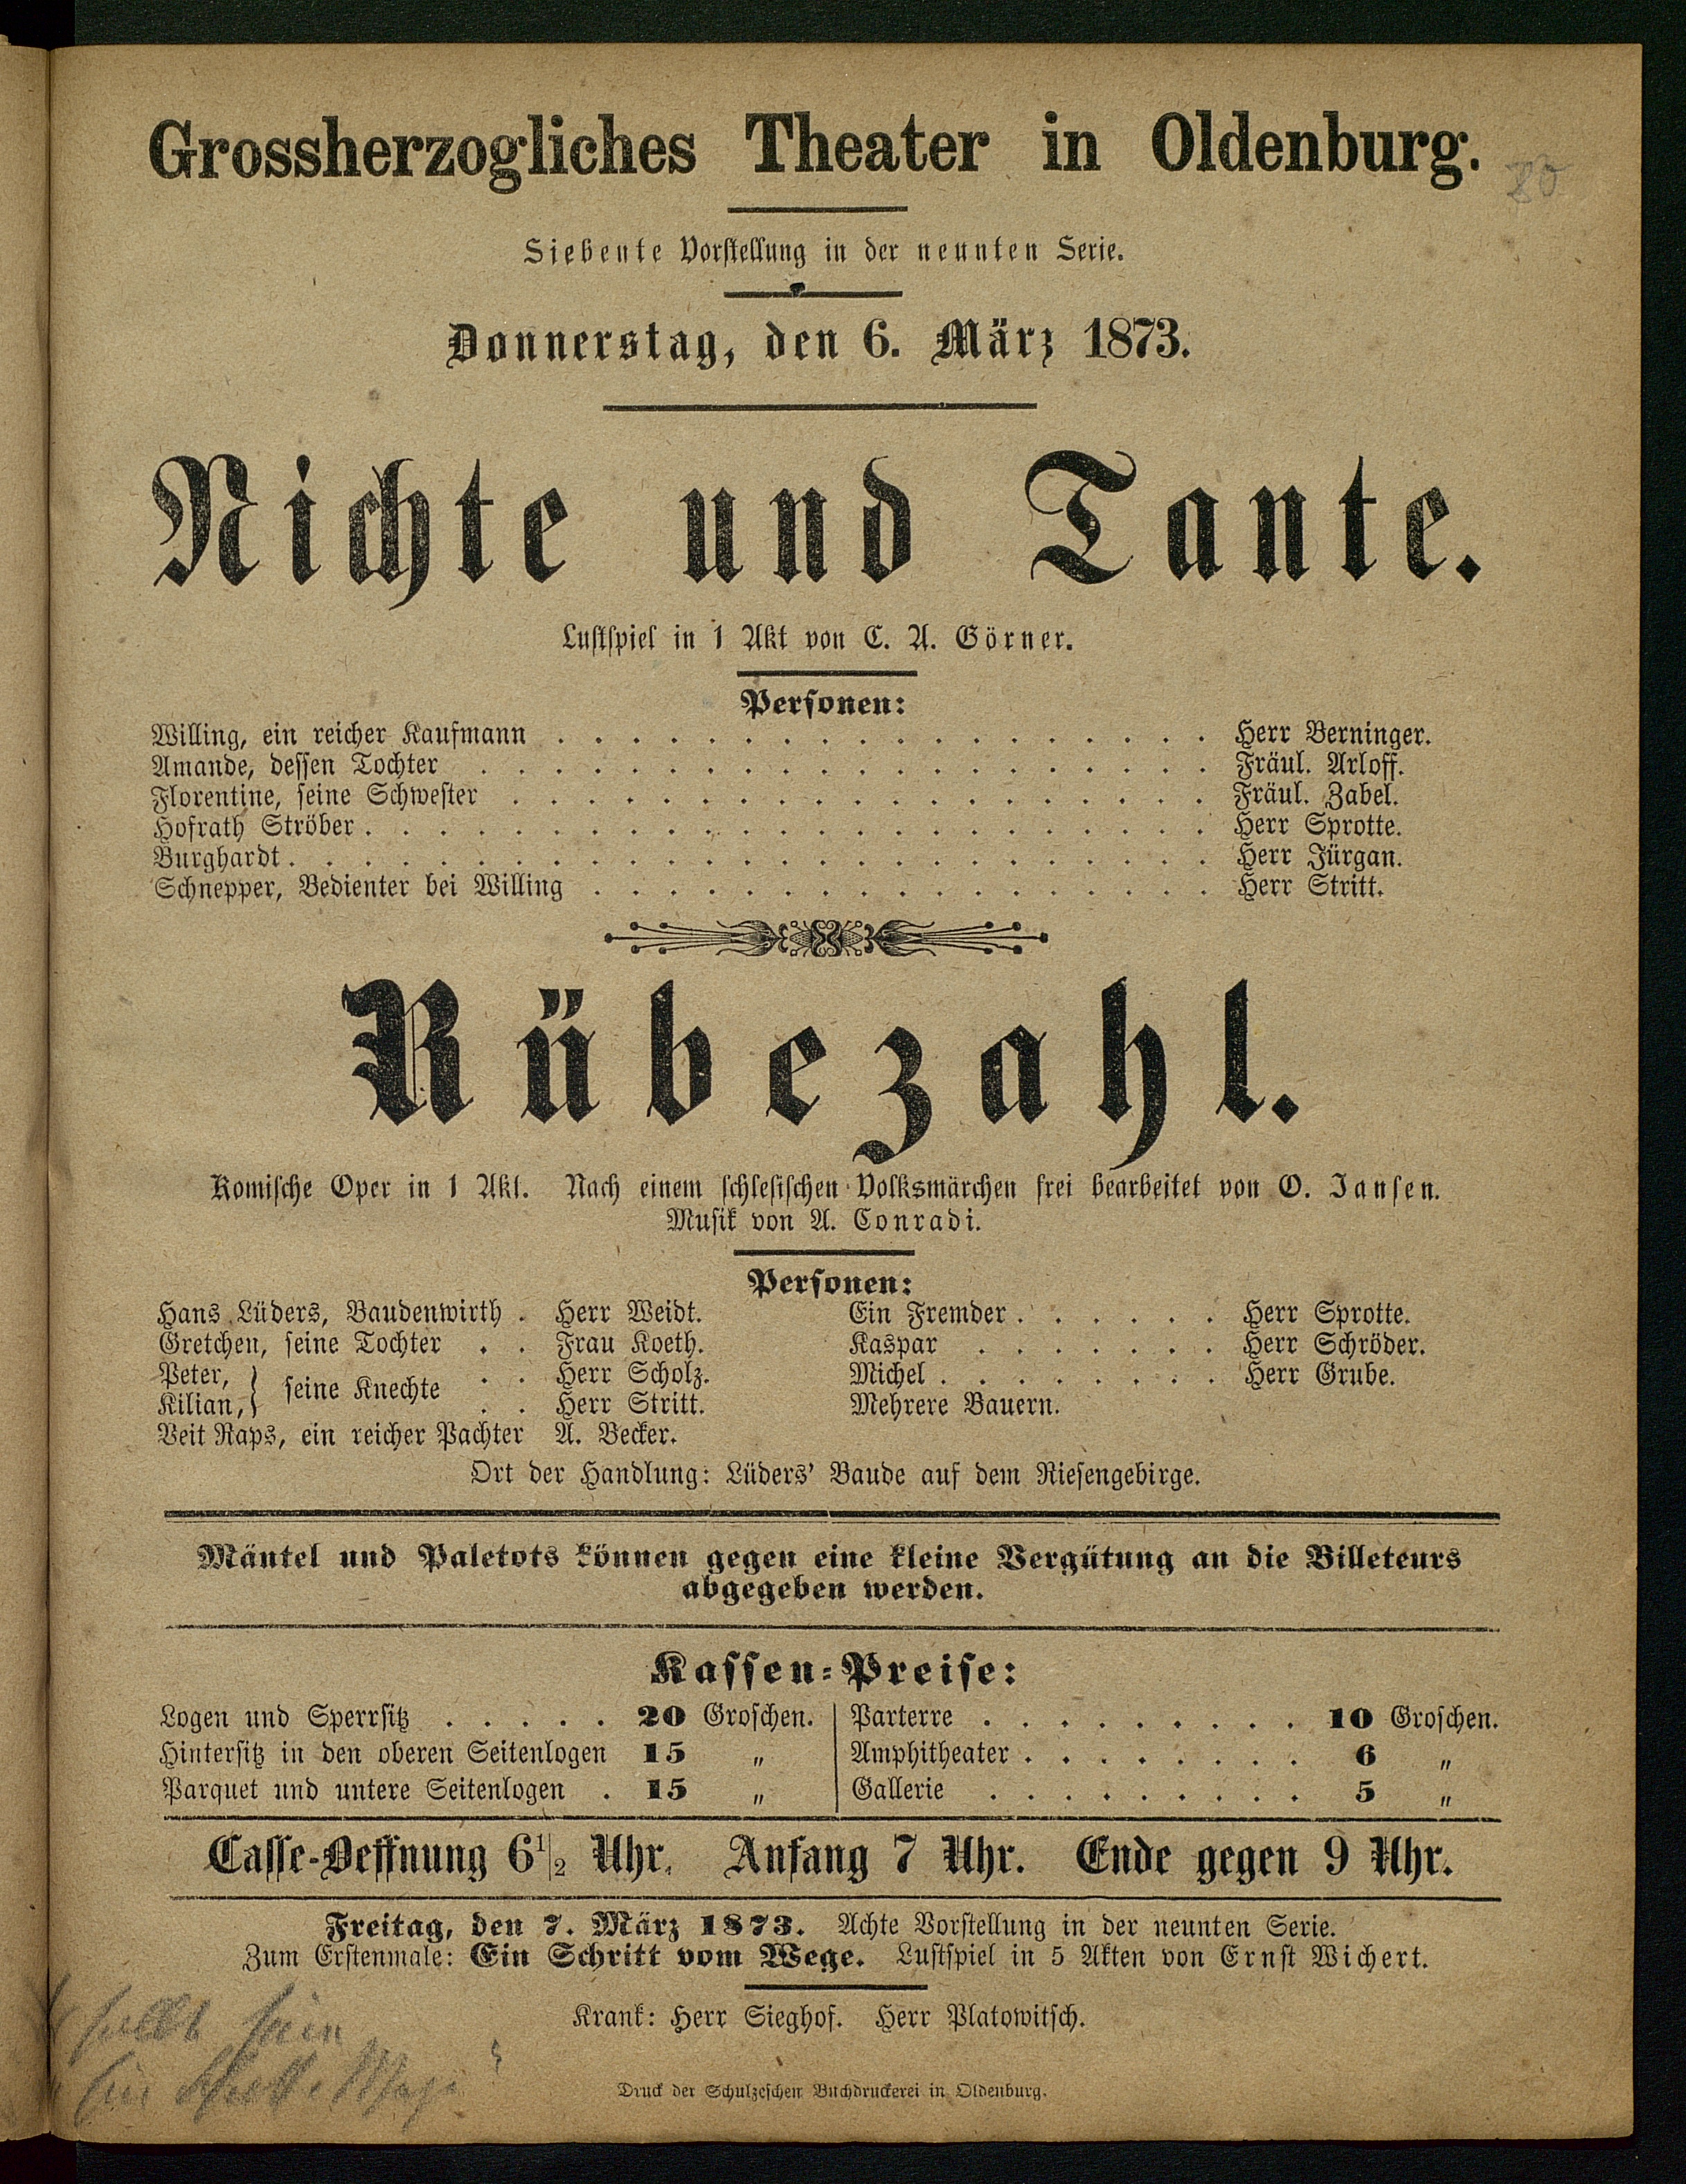 Grossherzogliches Theater in Oldenburg.
80
Siebente Vorstellung in der neunten Serie.
Donnerstag, den 6. März 1873.
Nichte und Tante.
Lustspiel in 1 Akt von C. A. Görner.
Personen:
Willing, ein reicher Kaufmann . . . . . . . . . . . . . . . . . . . . . . . Herr Berninger.
Amande, dessen Tochter . . . . . . . . . . . . . . . . . . . . . . . . . . Fräul. Arloff.
Florentine, seine Schwester . . . . . . . . . . . . . . . . . . . . . . . . . Fräul. Zabel.
Hofrath Ströber . . . . . . . . . . . . . . . . . . . . . . . . . . . . . . Herr Sprotte.
Burghardt . . . . . . . . . . . . . . . . . . . . . . . . . . . . . . . . . Herr Jürgan.
Schnepper, Bedienter bei Willing . . . . . . . . . . . . . . . . . . . . . . Herr Stritt.
Rübezahl.
Komische Oper in 1 Akt. Nach einem schlesischen Volksmärchen frei bearbeitet von O. Jansen.
Musik von A. Conradi.
Personen:
Hans Lüders, Baudenwirth . Herr Weidt.
Gretchen, seine Tochter . . Frau Koeth.
Peter, } seine Knechte . . Herr Scholz.
Kilian, } . . Herr Stritt.
Veit Raps, ein reicher Pachter A. Becker.
Ein Fremder . . . . . . Herr Sprotte.
Kaspar . . . . . . . Herr Schröder.
Michel . . . . . . . . Herr Grube.
Mehrere Bauern.
Ort der Handlung: Lüders' Baude auf dem Riesengebirge.
Mäntel und Paletots können gegen eine kleine Vergütung an die Billeteurs
abgegeben werden.
Kassen-Preise:
Logen und Sperrsitz . . . . . 20 Groschen.
Hintersitz in den oberen Seitenlogen 15 "
Parquet und untere Seitenlogen . 15 "
Parterre . . . . . . . . . 10 Groschen.
Amphitheater . . . . . . . . 6 "
Gallerie . . . . . . . . . 5 "
Casse-Oeffnung 6½ Uhr. Anfang 7 Uhr. Ende gegen 9 Uhr.
Freitag, den 7. März 1873. Achte Vorstellung in der neunten Serie.
Zum Erstenmale: Ein Schritt vom Wege. Lustspiel in 5 Akten von Ernst Wichert.
Krank: Herr Sieghof. Herr Platowitsch.
Druck der Schulzeschen Buchdruckerei in Oldenburg.